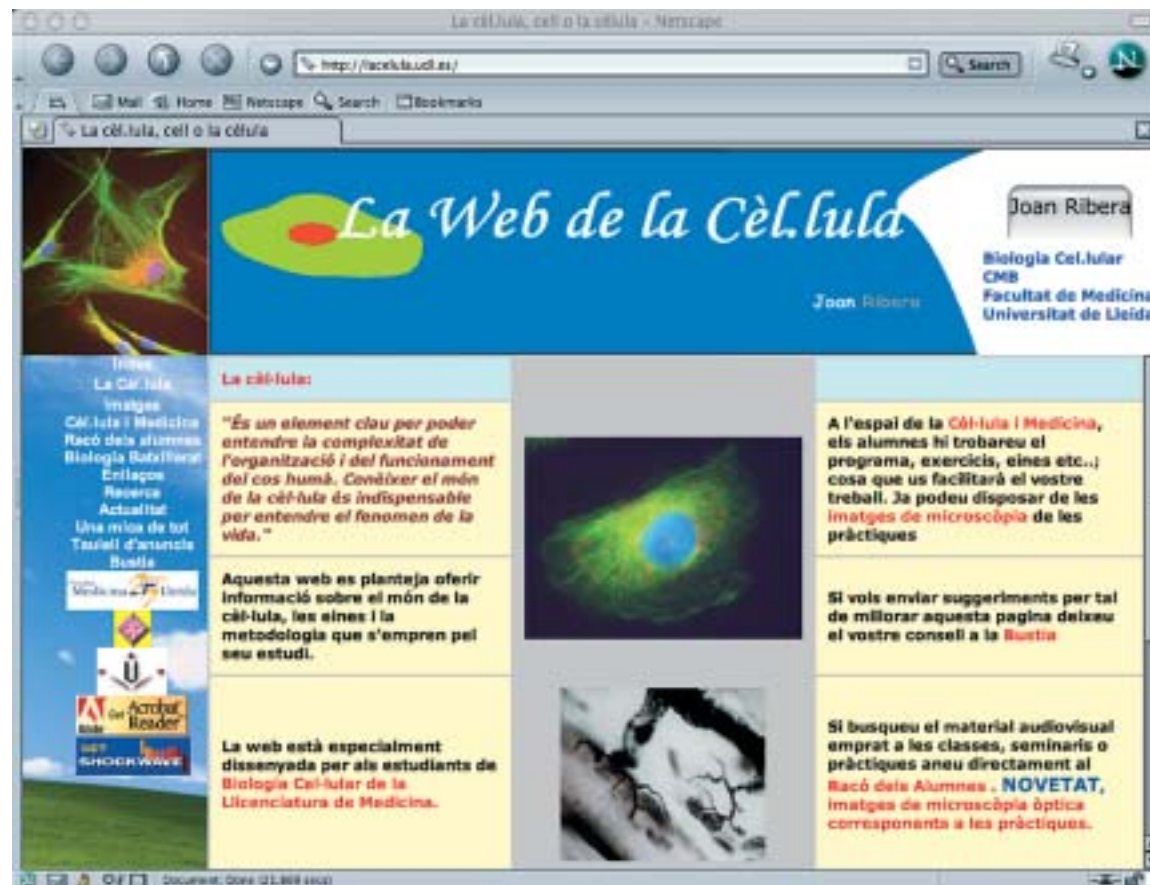 La cèl.lula, cell o la cèlula - Netscape
http://lacelula.udl.es/
Search
Mail Home Netscape Search Bookmarks
La cèl.lula, cell o la cèlula
La Web de la Cèl.lula
Joan Ribera
Joan Ribera
Biologia Cel.lular
CMB
Facultat de Medicina
Universitat de Lleida
Index
La Cèl.lula
Imatges
Cèl.lula i Medicina
Racó dels alumnes
Biologia Batxillerat
Enllaços
Recerca
Actualitat
Una mica de tot
Taulell d'anuncis
Bustia
Medicina Lleida
Get Acrobat
Reader
Adobe
GET
SHOCKWAVE
La cèl·lula:
"És un element clau per poder
entendre la complexitat de
l'organització i del funcionament
del cos humà. Conèixer el món
de la cèl·lula és indispensable
per entendre el fenomen de la
vida."
Aquesta web es planteja oferir
informació sobre el món de la
cèl·lula, les eines i la
metodologia que s'empren pel
seu estudi.
La web està especialment
dissenyada per als estudiants de
Biologia Cel·lular de la
Llicenciatura de Medicina.
A l'espai de la Cèl·lula i Medicina,
els alumnes hi trobareu el
programa, exercicis, eines etc..;
cosa que us facilitarà el vostre
treball. Ja podeu disposar de les
imatges de microscòpia de les
pràctiques
Si vols enviar suggeriments per tal
de millorar aquesta pagina deixeu
el vostre consell a la Bustia
Si busqueu el material audiovisual
emprat a les classes, seminaris o
pràctiques aneu directament al
Racó dels Alumnes . NOVETAT,
imatges de microscòpia òptica
corresponents a les pràctiques.
Document: Done (21.889 secs)